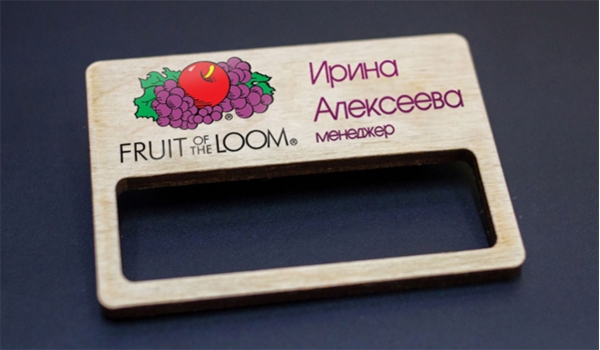 FRUIT OF THE LOOM®
®
Ирина
Алексеева
менеджер